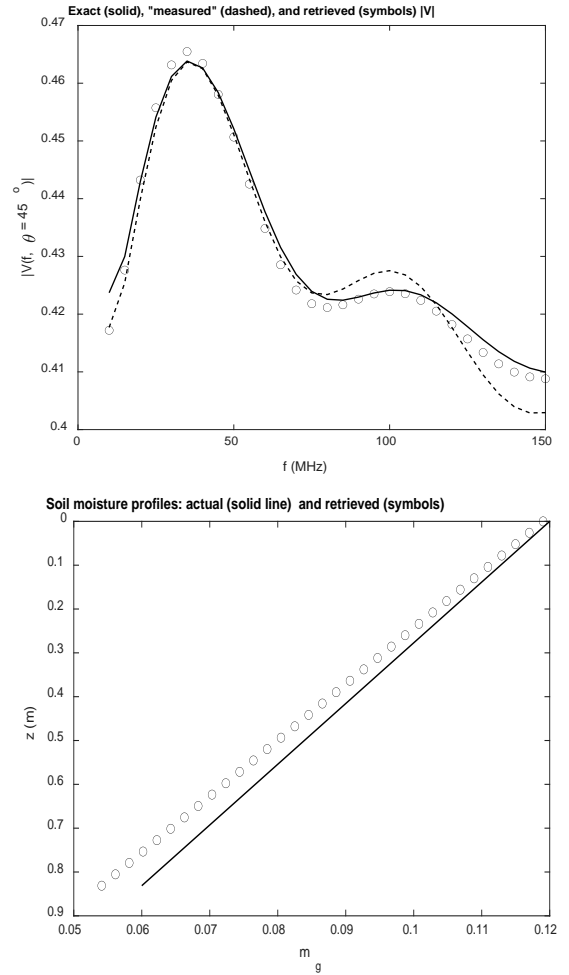 Exact (solid), "measured" (dashed), and retrieved (symbols) |V|
0.47
0.46
0.45
0.44
0.43
0.42
0.41
0.4
|V(f, θ = 45 o )|
0 50 100 150
f (MHz)
Soil moisture profiles: actual (solid line) and retrieved (symbols)
0
0.1
0.2
0.3
0.4
0.5
0.6
0.7
0.8
0.9
z (m)
0.05 0.06 0.07 0.08 0.09 0.1 0.11 0.12
m
g